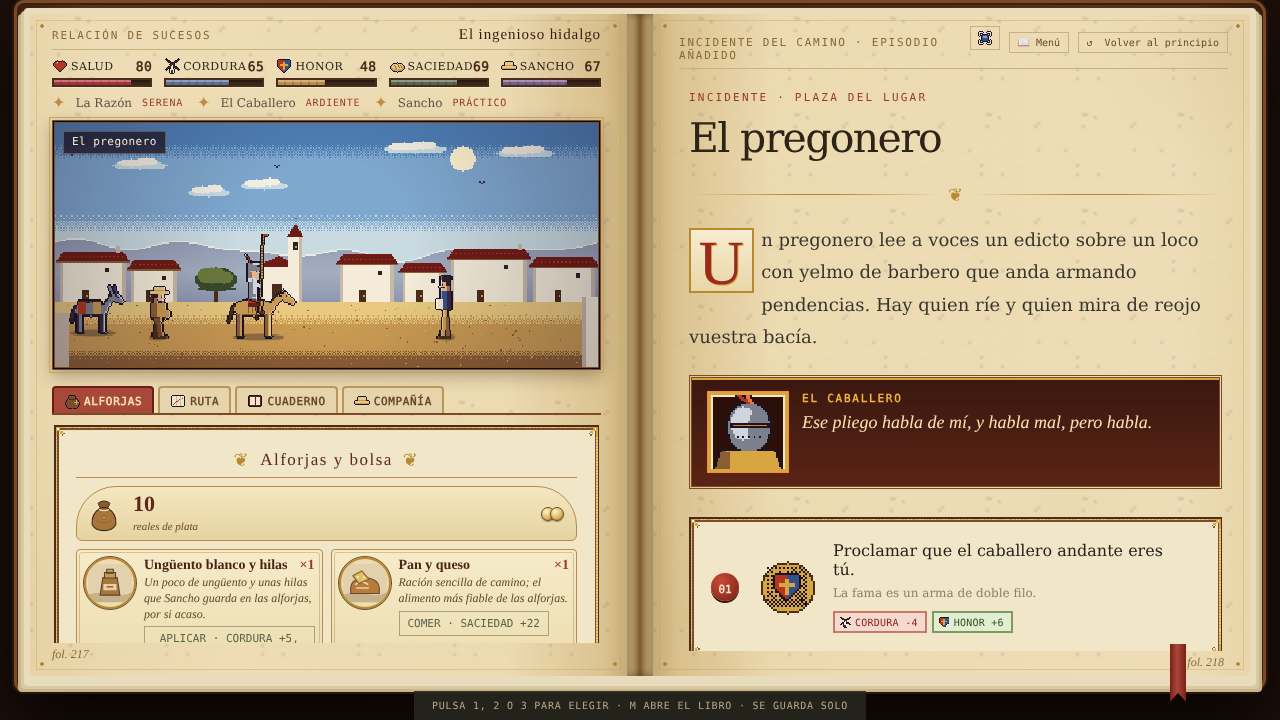 RELACIÓN DE SUCESOS
El ingenioso hidalgo
SALUD 80
CORDURA 65
HONOR 48
SACIEDAD 69
SANCHO 67
La Razón SERENA
El Caballero ARDIENTE
Sancho PRÁCTICO
El pregonero
ALFORJAS
RUTA
CUADERNO
COMPAÑÍA
Alforjas y bolsa
10
reales de plata
Ungüento blanco y hilas ×1
Un poco de ungüento y unas hilas
que Sancho guarda en las alforjas,
por si acaso.
APLICAR · CORDURA +5,
Pan y queso ×1
Ración sencilla de camino; el
alimento más fiable de las alforjas.
COMER · SACIEDAD +22
fol. 217
INCIDENTE DEL CAMINO · EPISODIO
AÑADIDO
Menú
↺ Volver al principio
INCIDENTE · PLAZA DEL LUGAR
El pregonero
Un pregonero lee a voces un edicto sobre un loco
con yelmo de barbero que anda armando
pendencias. Hay quien ríe y quien mira de reojo
vuestra bacía.
EL CABALLERO
Ese pliego habla de mí, y habla mal, pero habla.
01
Proclamar que el caballero andante eres
tú.
La fama es un arma de doble filo.
CORDURA -4
HONOR +6
fol. 218
PULSA 1, 2 O 3 PARA ELEGIR · M ABRE EL LIBRO · SE GUARDA SOLO